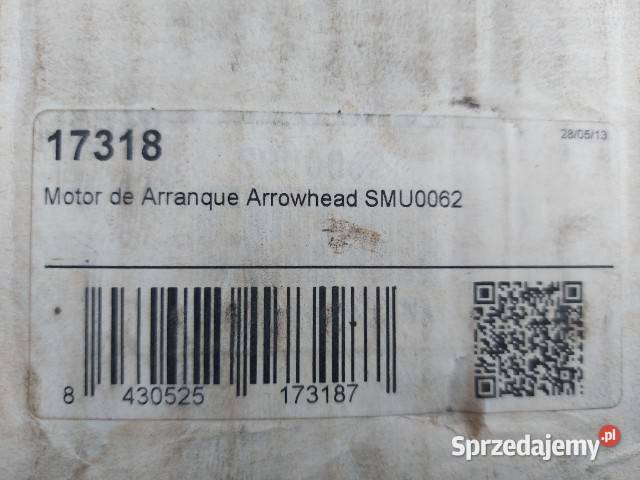 17318
28/05/13
Motor de Arranque Arrowhead SMU0062
8 430525 173187
Sprzedajemy.pl